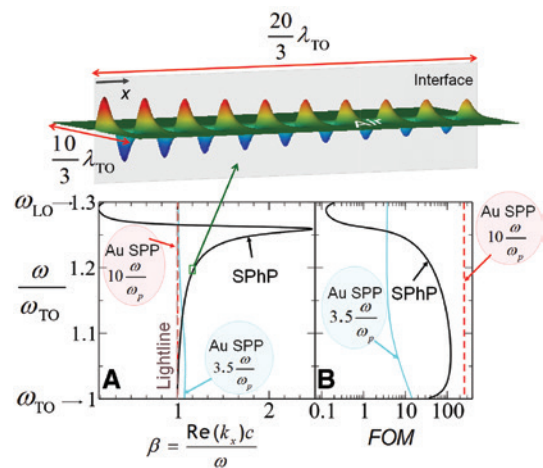 20/3 λTO
Interface
x
Air
10/3 λTO
ωLO → 1.3
1.2
ω/ωTO
1.1
ωTO → 1
Au SPP
10 ω/ωp
SPhP
Lightline
Au SPP
3.5 ω/ωp
A
1 2
β = Re(kx)c/ω
Au SPP
10 ω/ωp
SPhP
Au SPP
3.5 ω/ωp
B
0.1 1 10 100
FOM